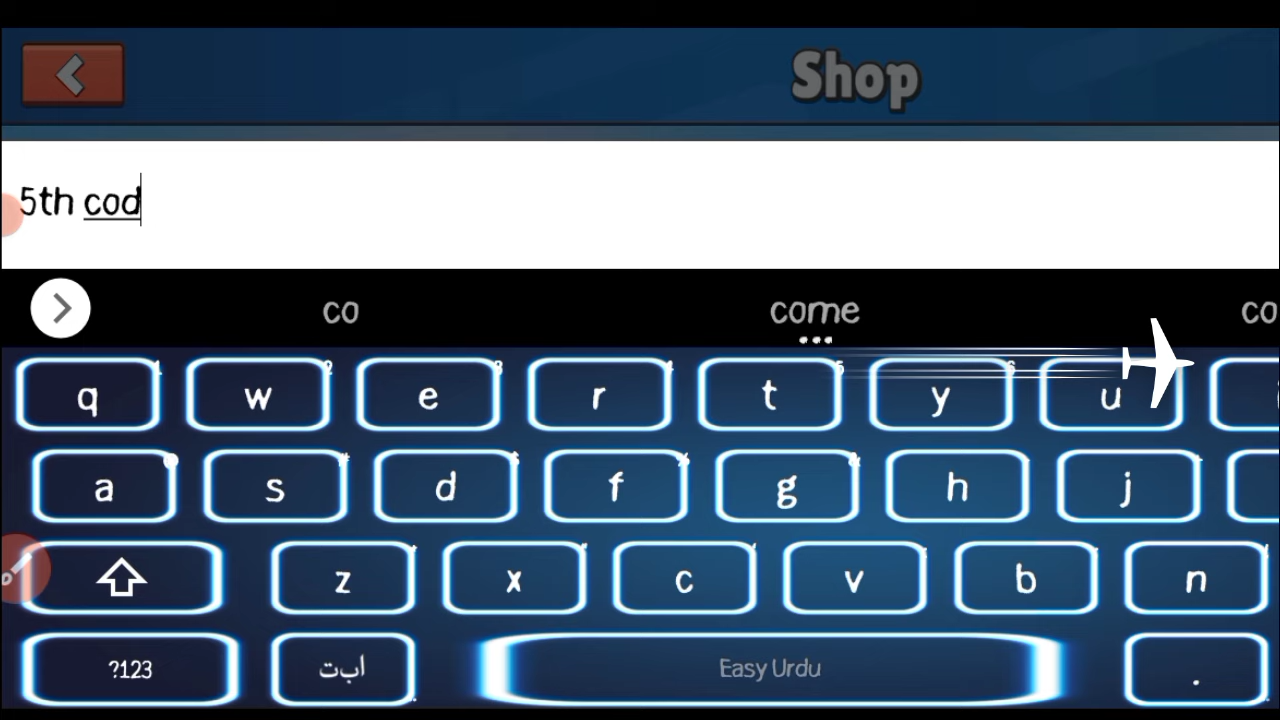 Shop
5th cod
co come co
q w e r t y u
a s d f g h j
z x c v b n
?123 ابت Easy Urdu .